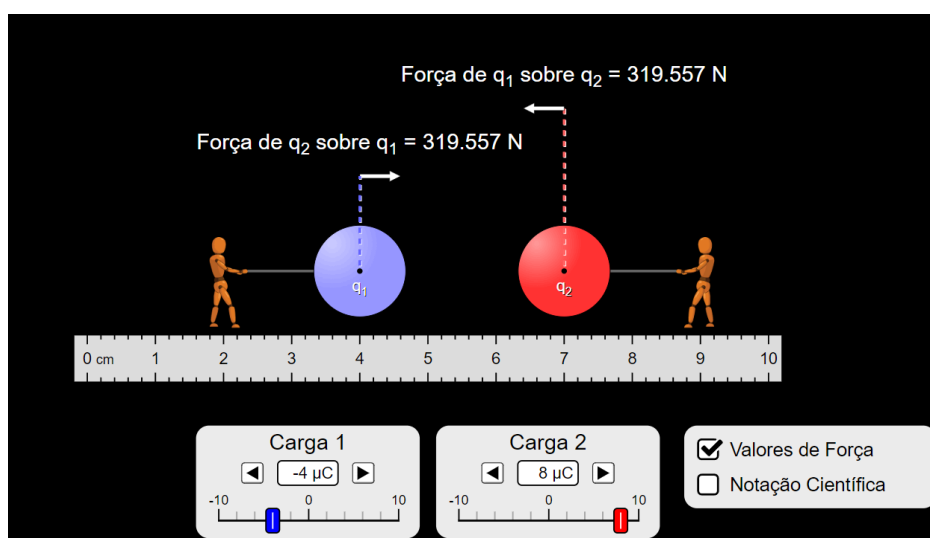 Força de q₁ sobre q₂ = 319.557 N
Força de q₂ sobre q₁ = 319.557 N
q₁
q₂
0 cm 1 2 3 4 5 6 7 8 9 10
Carga 1
-4 µC
-10 0 10
Carga 2
8 µC
-10 0 10
Valores de Força
Notação Científica